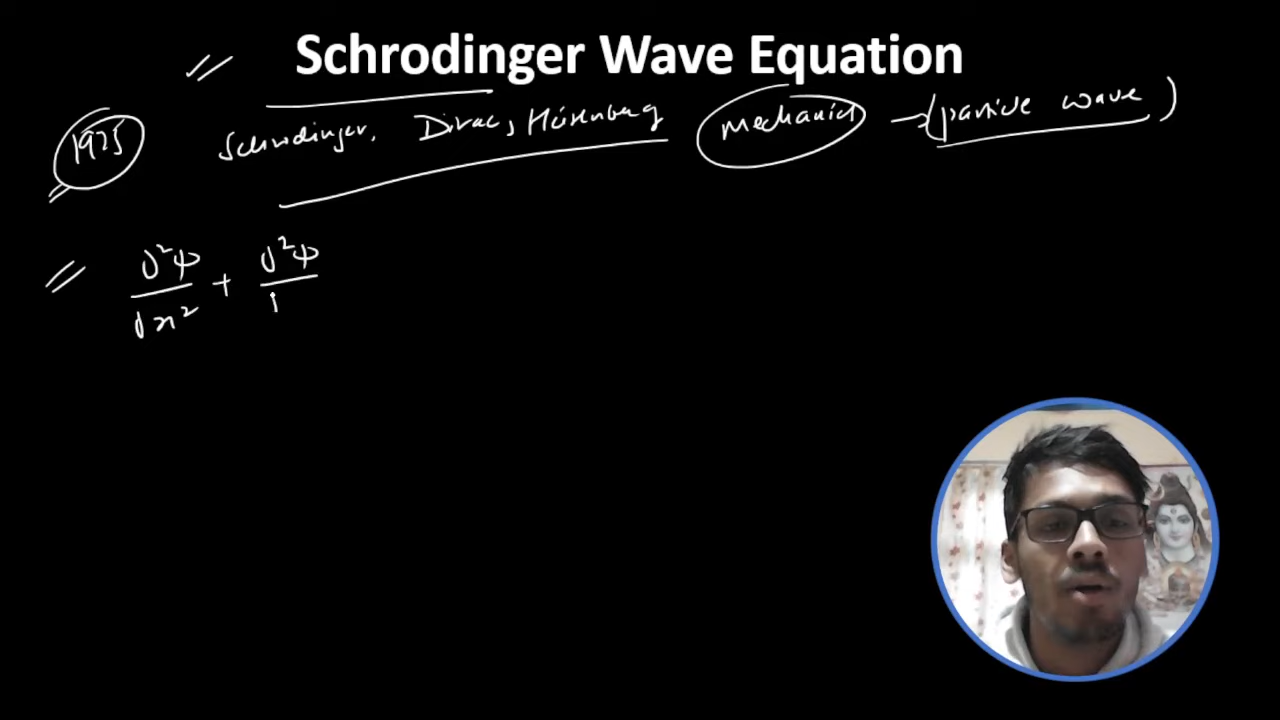 Schrodinger Wave Equation
1925 Schrodinger, Dirac, Heisenberg mechanics → (particle wave)
∂²ψ/∂x² + ∂²ψ/